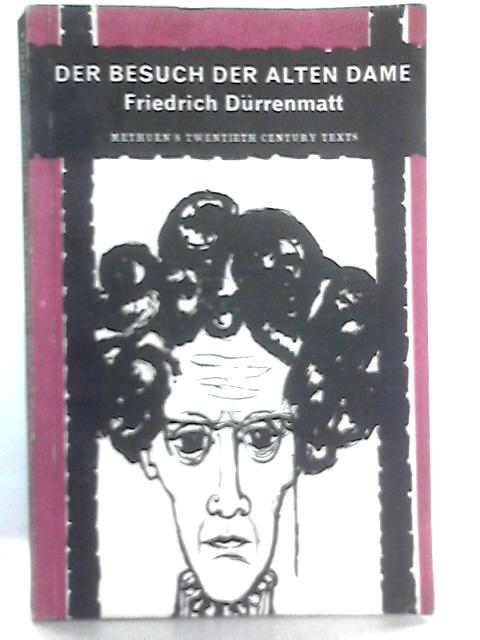 DER BESUCH DER ALTEN DAME
Friedrich Dürrenmatt
METHUEN'S TWENTIETH CENTURY TEXTS